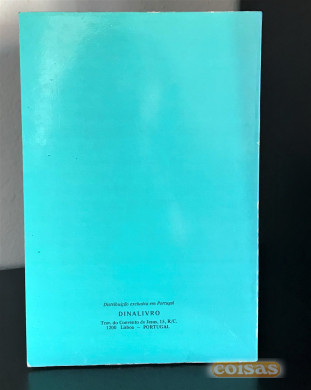 Distribuição exclusiva em Portugal
DINALIVRO
Trav. do Convento de Jesus, 15, R/C.
1200 Lisboa — PORTUGAL
coisas